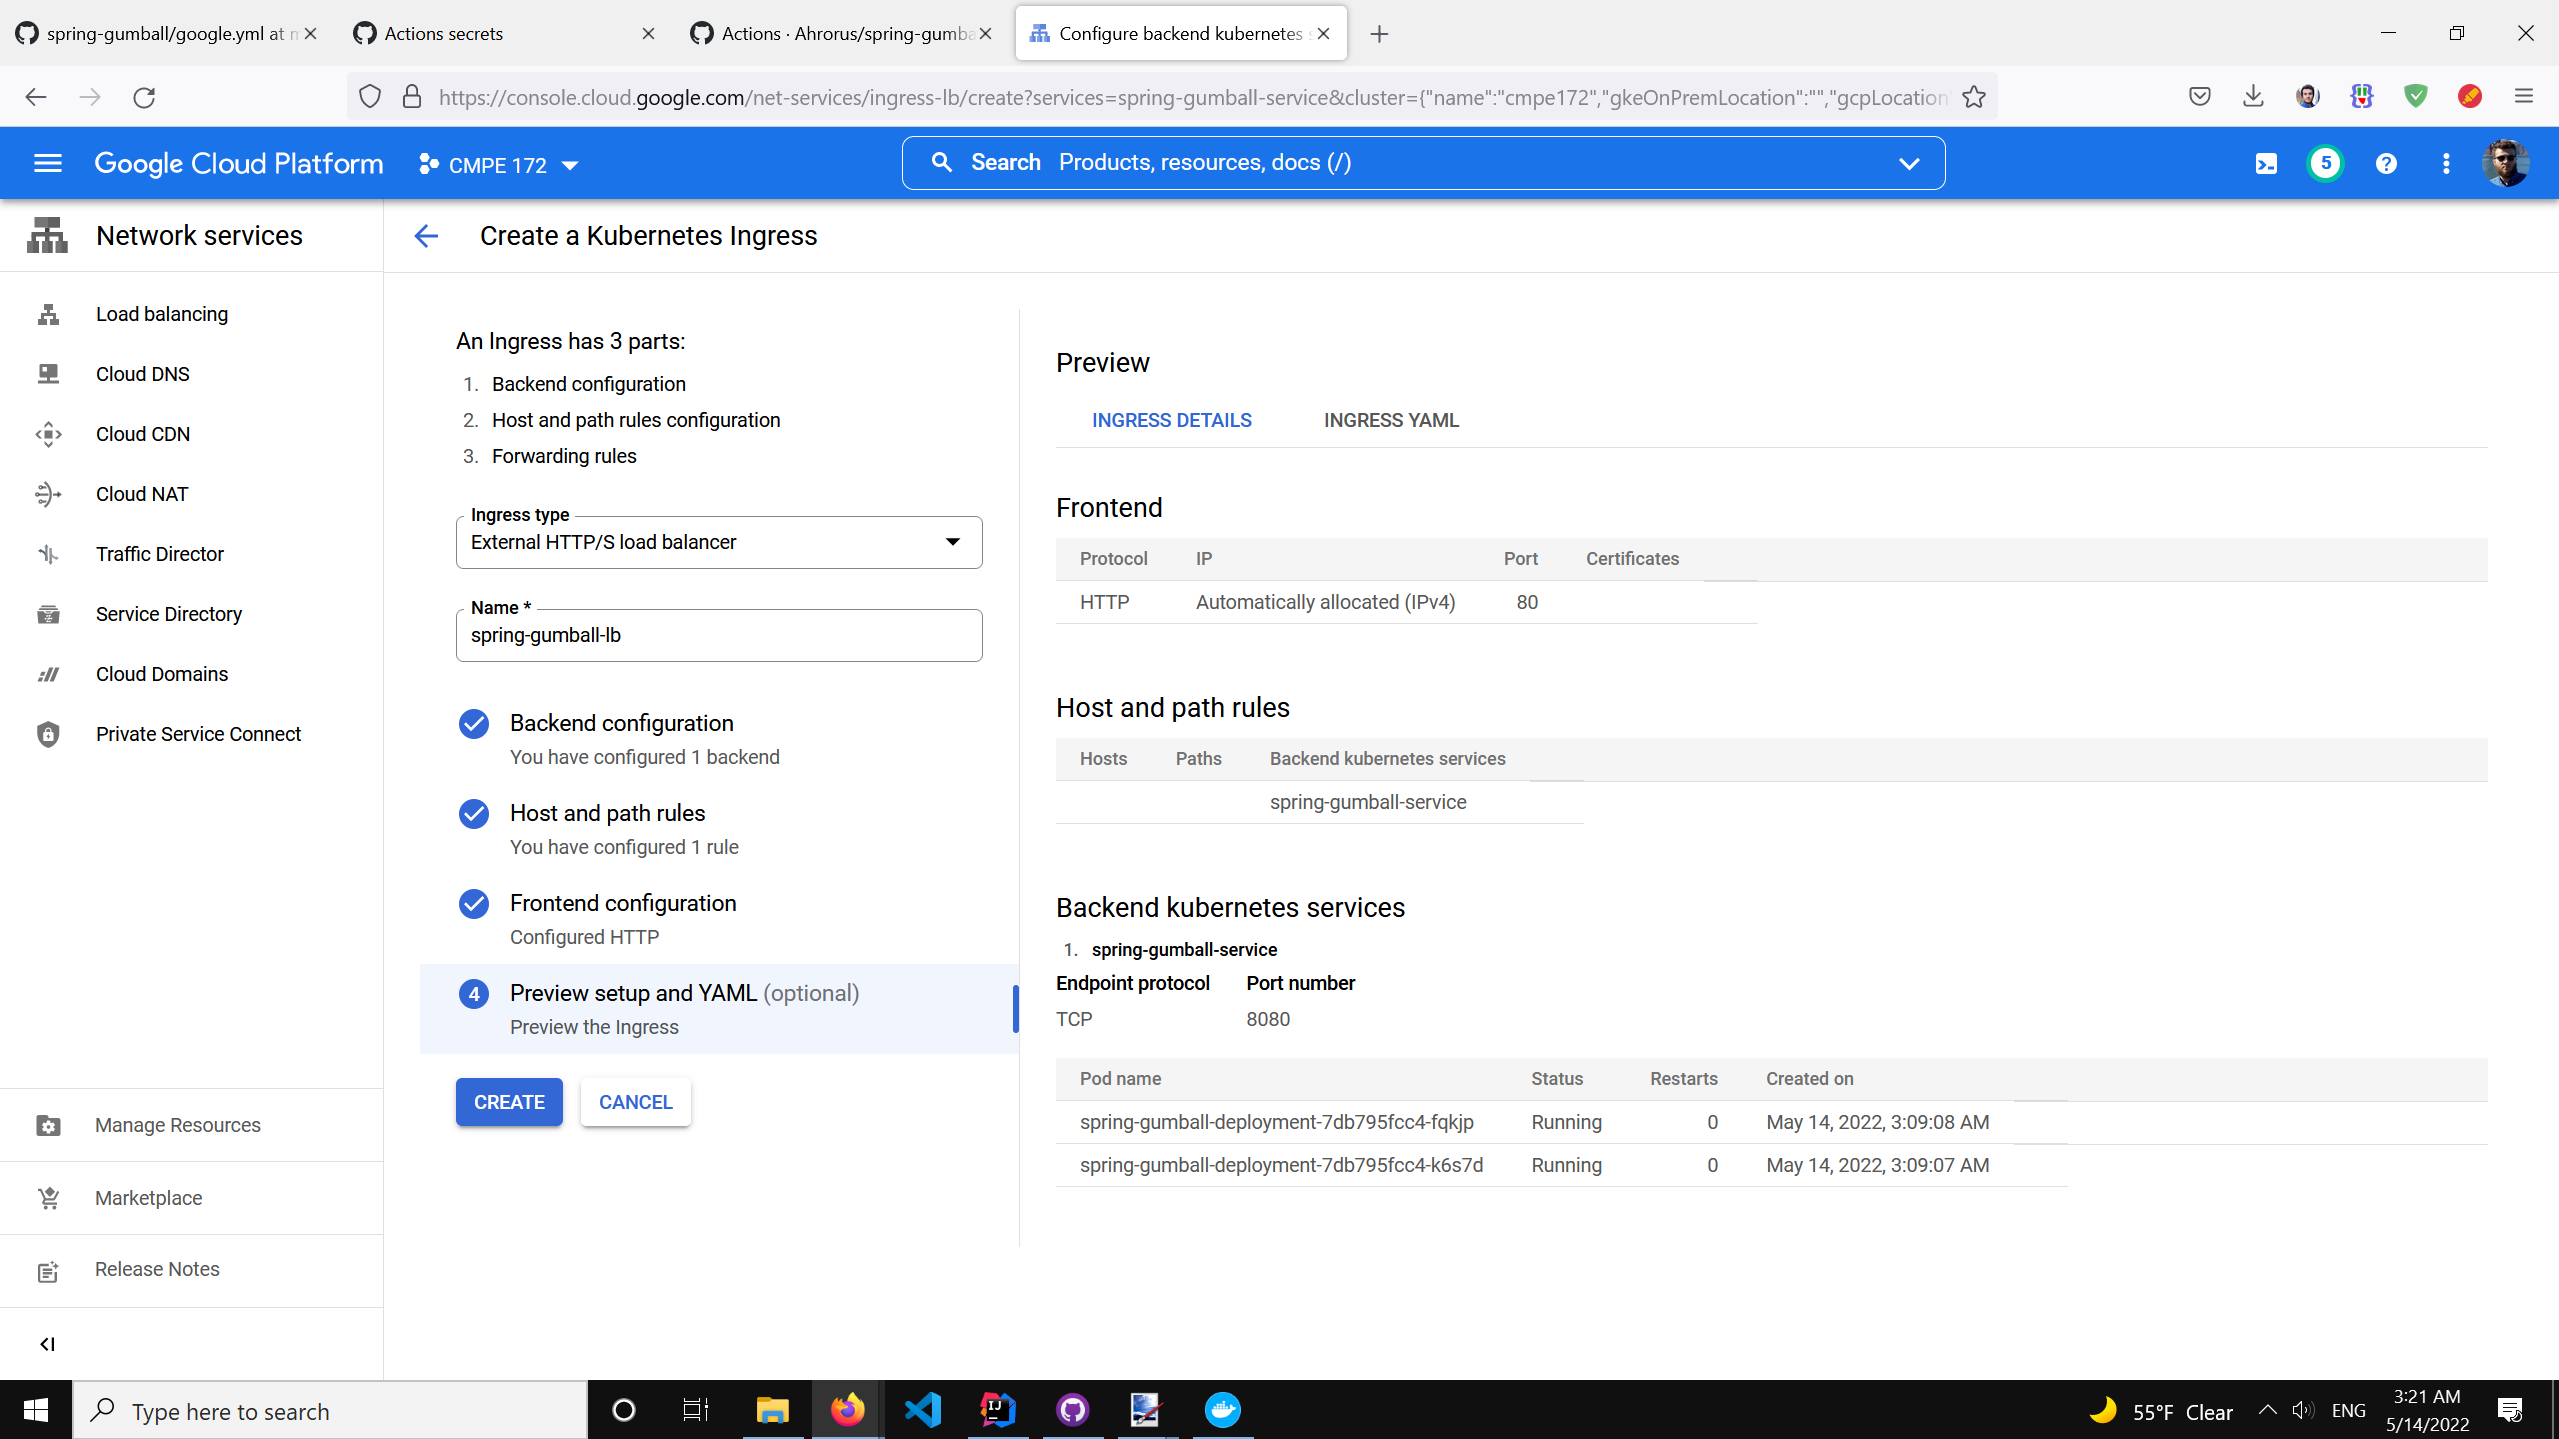 spring-gumball/google.yml at m
Actions secrets
Actions · Ahrorus/spring-gumba
Configure backend kubernetes s
https://console.cloud.google.com/net-services/ingress-lb/create?services=spring-gumball-service&cluster={"name":"cmpe172","gkeOnPremLocation":"","gcpLocation"
Google Cloud Platform
CMPE 172
Search Products, resources, docs (/)
5
Network services
Create a Kubernetes Ingress
Load balancing
Cloud DNS
Cloud CDN
Cloud NAT
Traffic Director
Service Directory
Cloud Domains
Private Service Connect
Manage Resources
Marketplace
Release Notes
An Ingress has 3 parts:
1. Backend configuration
2. Host and path rules configuration
3. Forwarding rules
Ingress type
External HTTP/S load balancer
Name *
spring-gumball-lb
Backend configuration
You have configured 1 backend
Host and path rules
You have configured 1 rule
Frontend configuration
Configured HTTP
4 Preview setup and YAML (optional)
Preview the Ingress
CREATE CANCEL
Preview
INGRESS DETAILS INGRESS YAML
Frontend
Protocol IP Port Certificates
HTTP Automatically allocated (IPv4) 80
Host and path rules
Hosts Paths Backend kubernetes services
spring-gumball-service
Backend kubernetes services
1. spring-gumball-service
Endpoint protocol Port number
TCP 8080
Pod name Status Restarts Created on
spring-gumball-deployment-7db795fcc4-fqkjp Running 0 May 14, 2022, 3:09:08 AM
spring-gumball-deployment-7db795fcc4-k6s7d Running 0 May 14, 2022, 3:09:07 AM
Type here to search
IJ
55°F Clear
ENG
3:21 AM
5/14/2022